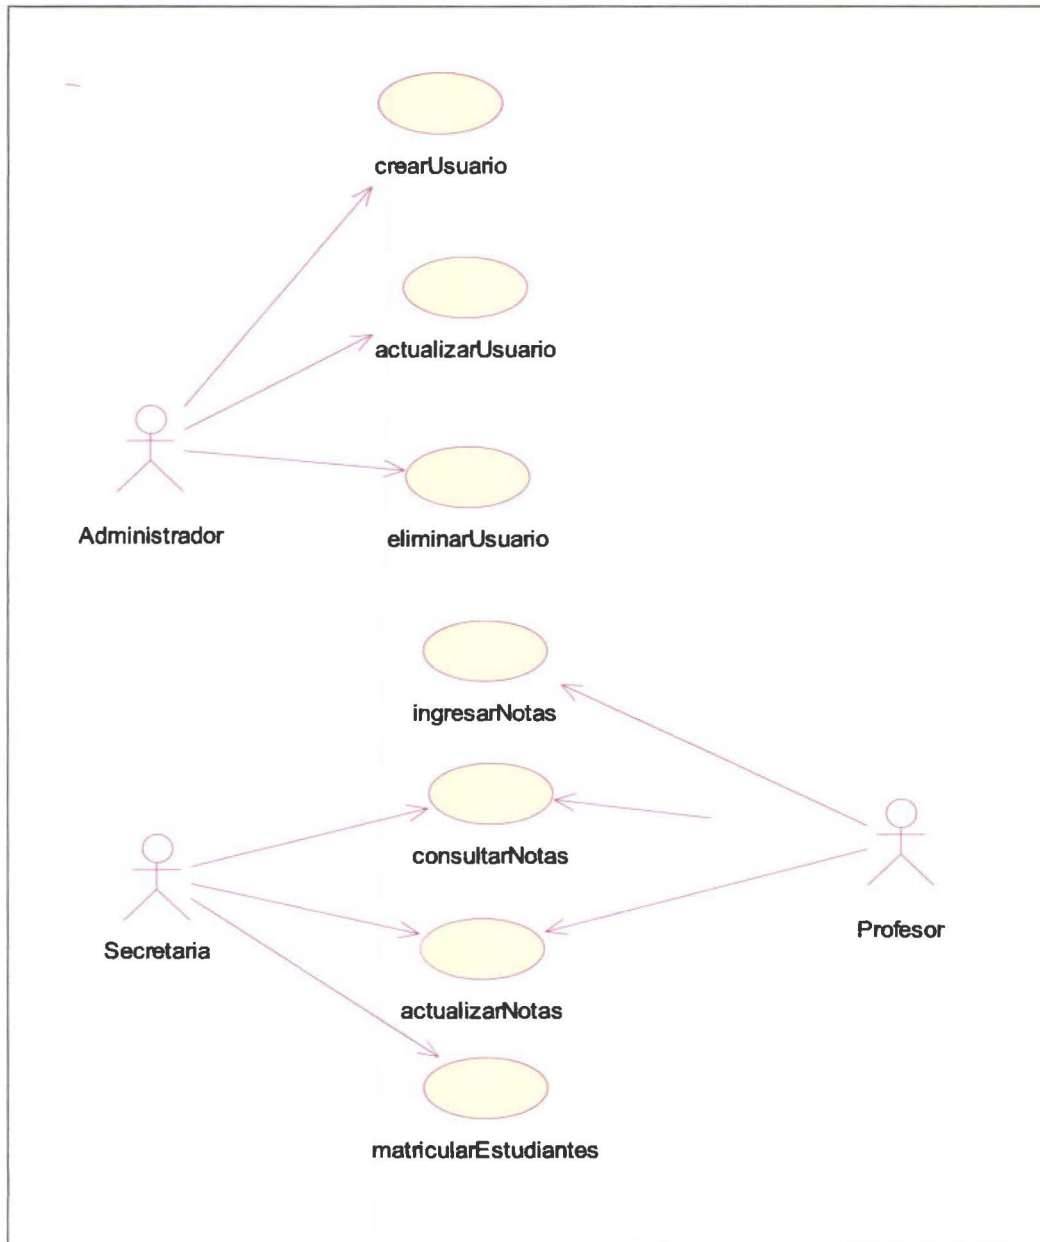 crearUsuario
actualizarUsuario
Administrador
eliminarUsuario
ingresarNotas
consultarNotas
Secretaria
Profesor
actualizarNotas
matricularEstudiantes